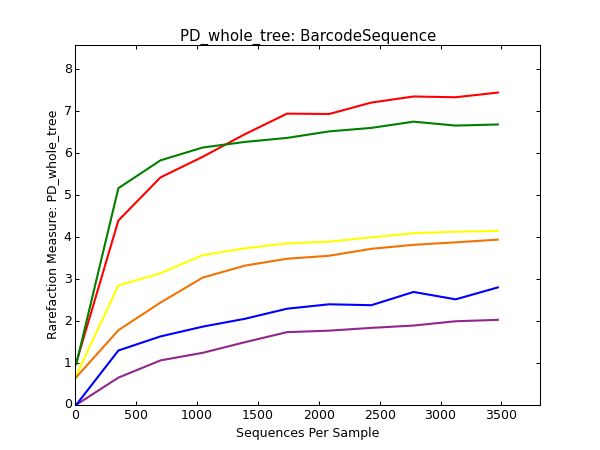 PD_whole_tree: BarcodeSequence
8
7
6
5
4
3
2
1
0
Rarefaction Measure: PD_whole_tree
0 500 1000 1500 2000 2500 3000 3500
Sequences Per Sample